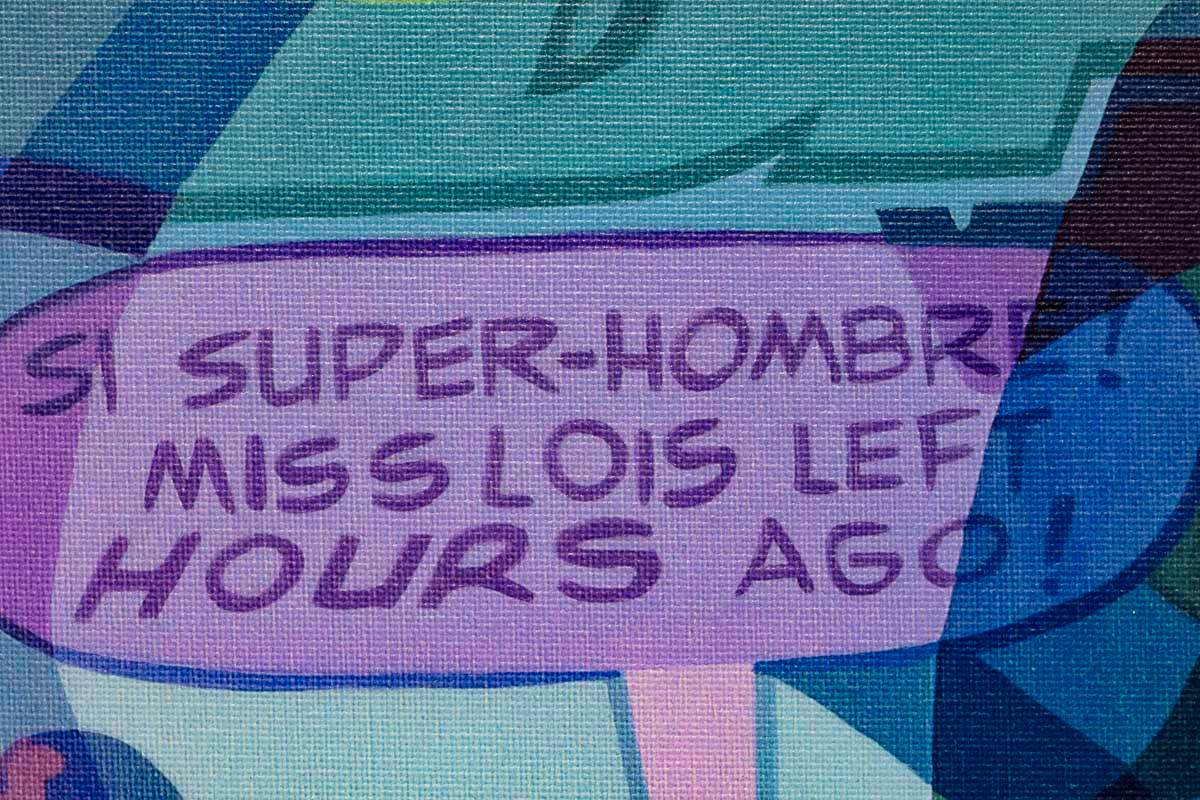 SI SUPER-HOMBRE!
MISS LOIS LEFT
HOURS AGO!